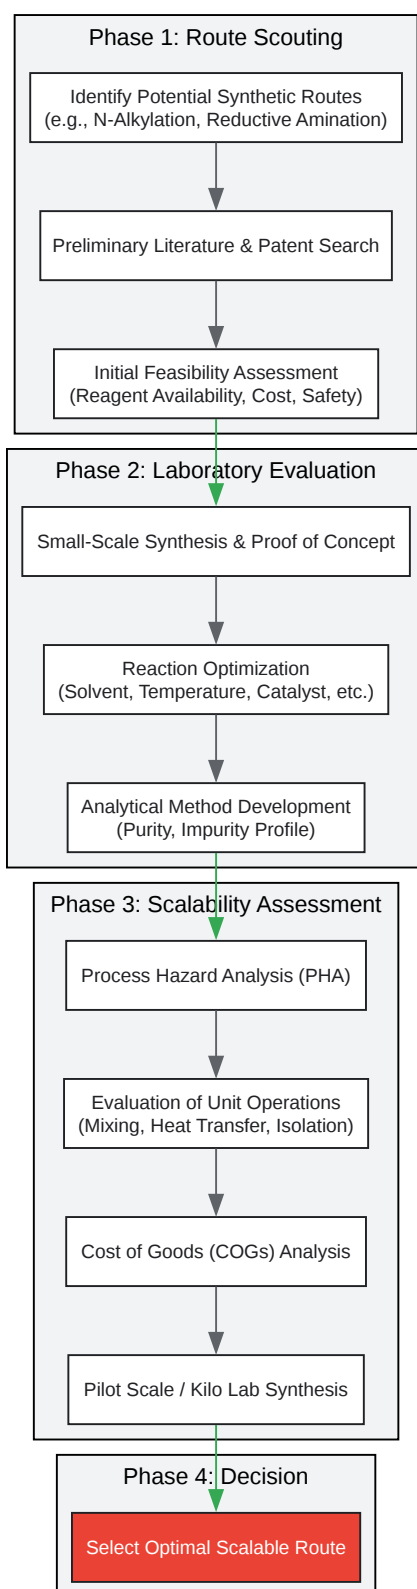 Phase 1: Route Scouting
Identify Potential Synthetic Routes
(e.g., N-Alkylation, Reductive Amination)
Preliminary Literature & Patent Search
Initial Feasibility Assessment
(Reagent Availability, Cost, Safety)
Phase 2: Laboratory Evaluation
Small-Scale Synthesis & Proof of Concept
Reaction Optimization
(Solvent, Temperature, Catalyst, etc.)
Analytical Method Development
(Purity, Impurity Profile)
Phase 3: Scalability Assessment
Process Hazard Analysis (PHA)
Evaluation of Unit Operations
(Mixing, Heat Transfer, Isolation)
Cost of Goods (COGs) Analysis
Pilot Scale / Kilo Lab Synthesis
Phase 4: Decision
Select Optimal Scalable Route